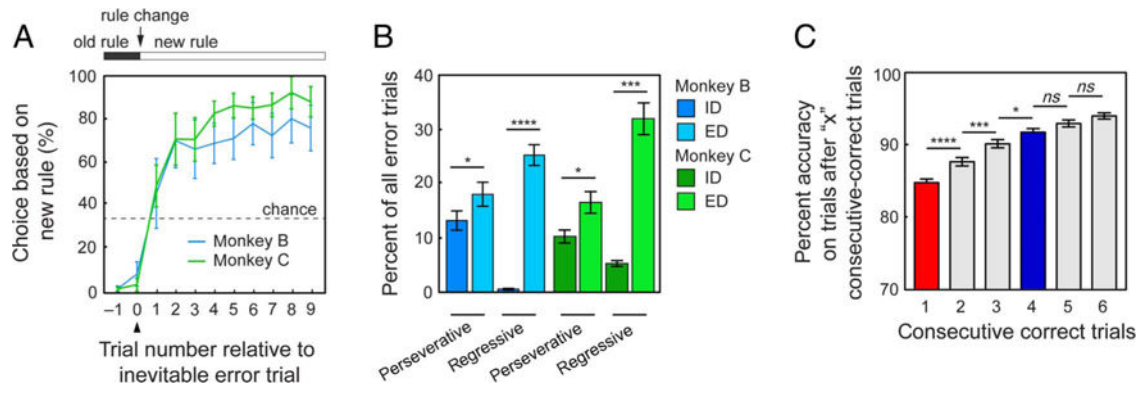 A
rule change
old rule
new rule
Choice based on
new rule (%)
100
80
60
40
20
0
chance
Monkey B
Monkey C
–1 0 1 2 3 4 5 6 7 8 9
Trial number relative to
inevitable error trial
B
Percent of all error trials
40
30
20
10
0
*
****
*
***
Monkey B
ID
ED
Monkey C
ID
ED
Perseverative
Regressive
Perseverative
Regressive
C
Percent accuracy
on trials after "x"
consecutive-correct trials
100
90
80
70
****
***
*
ns
ns
1 2 3 4 5 6
Consecutive correct trials